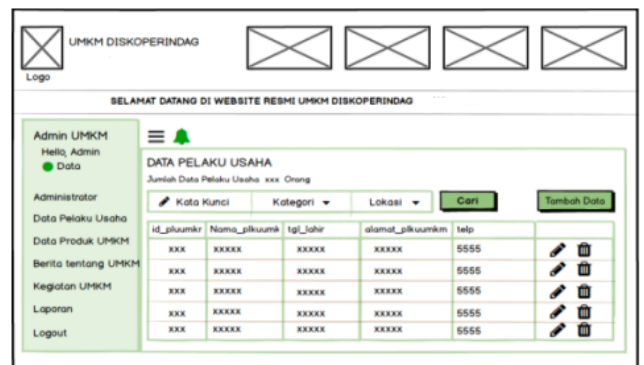 UMKM DISKOPERINDAG
Logo
SELAMAT DATANG DI WEBSITE RESMI UMKM DISKOPERINDAG
Admin UMKM
Hello, Admin
Data
Administrator
Data Pelaku Usaha
Data Produk UMKM
Berita tentang UMKM
Kegiatan UMKM
Laporan
Logout
DATA PELAKU USAHA
Jumlah Data Pelaku Usaha xxx Orang
Kata Kunci Kategori Lokasi Cari Tambah Data
id_pluumkr Nama_plkuumk tgl_lahir alamat_plkuumkm telp
xxx xxxxx xxxxx xxxxx 5555
xxx xxxxx xxxxx xxxxx 5555
xxx xxxxx xxxxx xxxxx 5555
xxx xxxxx xxxxx xxxxx 5555
xxx xxxxx xxxxx xxxxx 5555